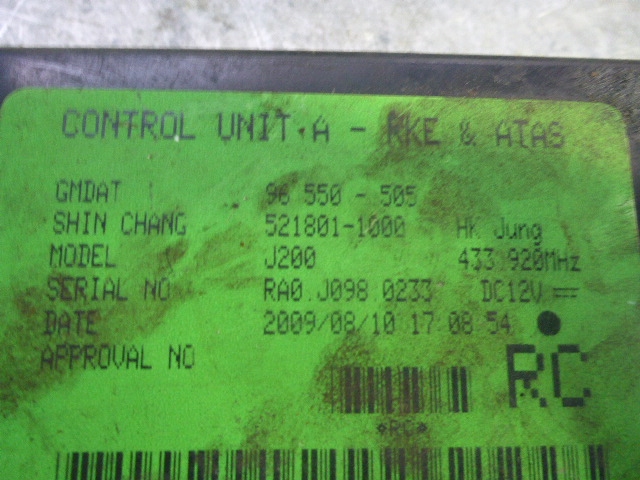 CONTROL UNIT A - RKE & ATAS
GMDAT 96 550 - 505
SHIN CHANG 521801-1000 HK Jung
MODEL J200 433.920MHz
SERIAL NO RA0.J098.0233 DC12V
DATE 2009/08/10 17 08 54
APPROVAL NO
RC
*RC*